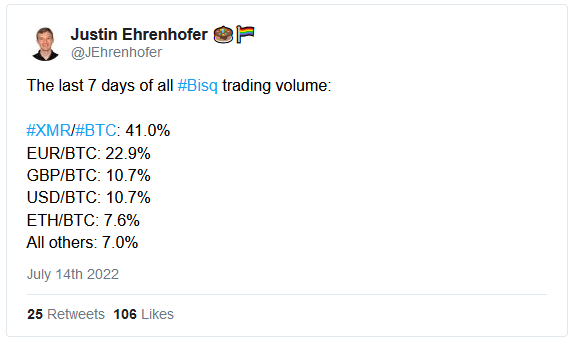 Justin Ehrenhofer 🥮🏳️‍🌈
@JEhrenhofer
The last 7 days of all #Bisq trading volume:
#XMR/#BTC: 41.0%
EUR/BTC: 22.9%
GBP/BTC: 10.7%
USD/BTC: 10.7%
ETH/BTC: 7.6%
All others: 7.0%
July 14th 2022
25 Retweets 106 Likes